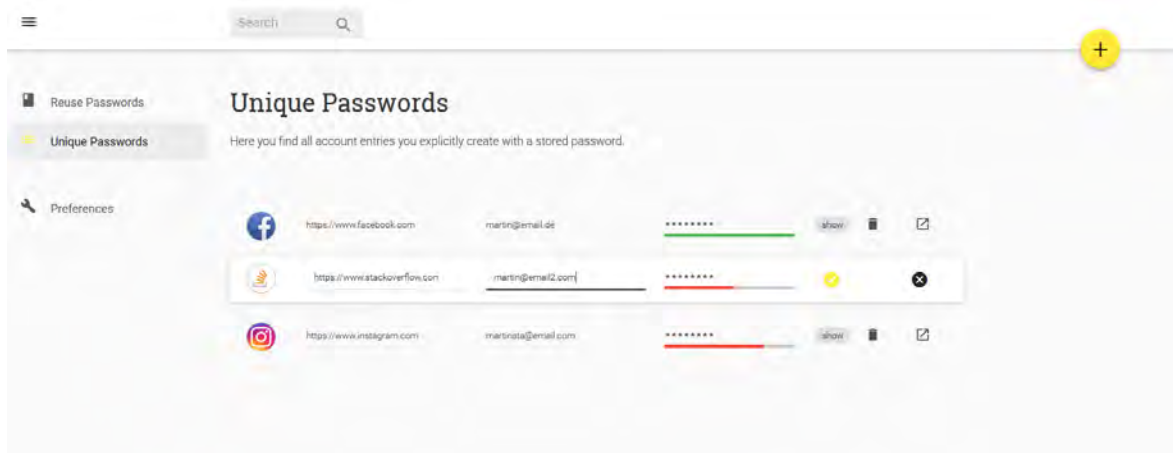 Search
Reuse Passwords
Unique Passwords
Preferences
Unique Passwords
Here you find all account entries you explicitly create with a stored password.
https://www.facebook.com martin@email.de •••••••• show
https://www.stackoverflow.com martin@email2.com ••••••••
https://www.instagram.com martinsta@email.com •••••••• show